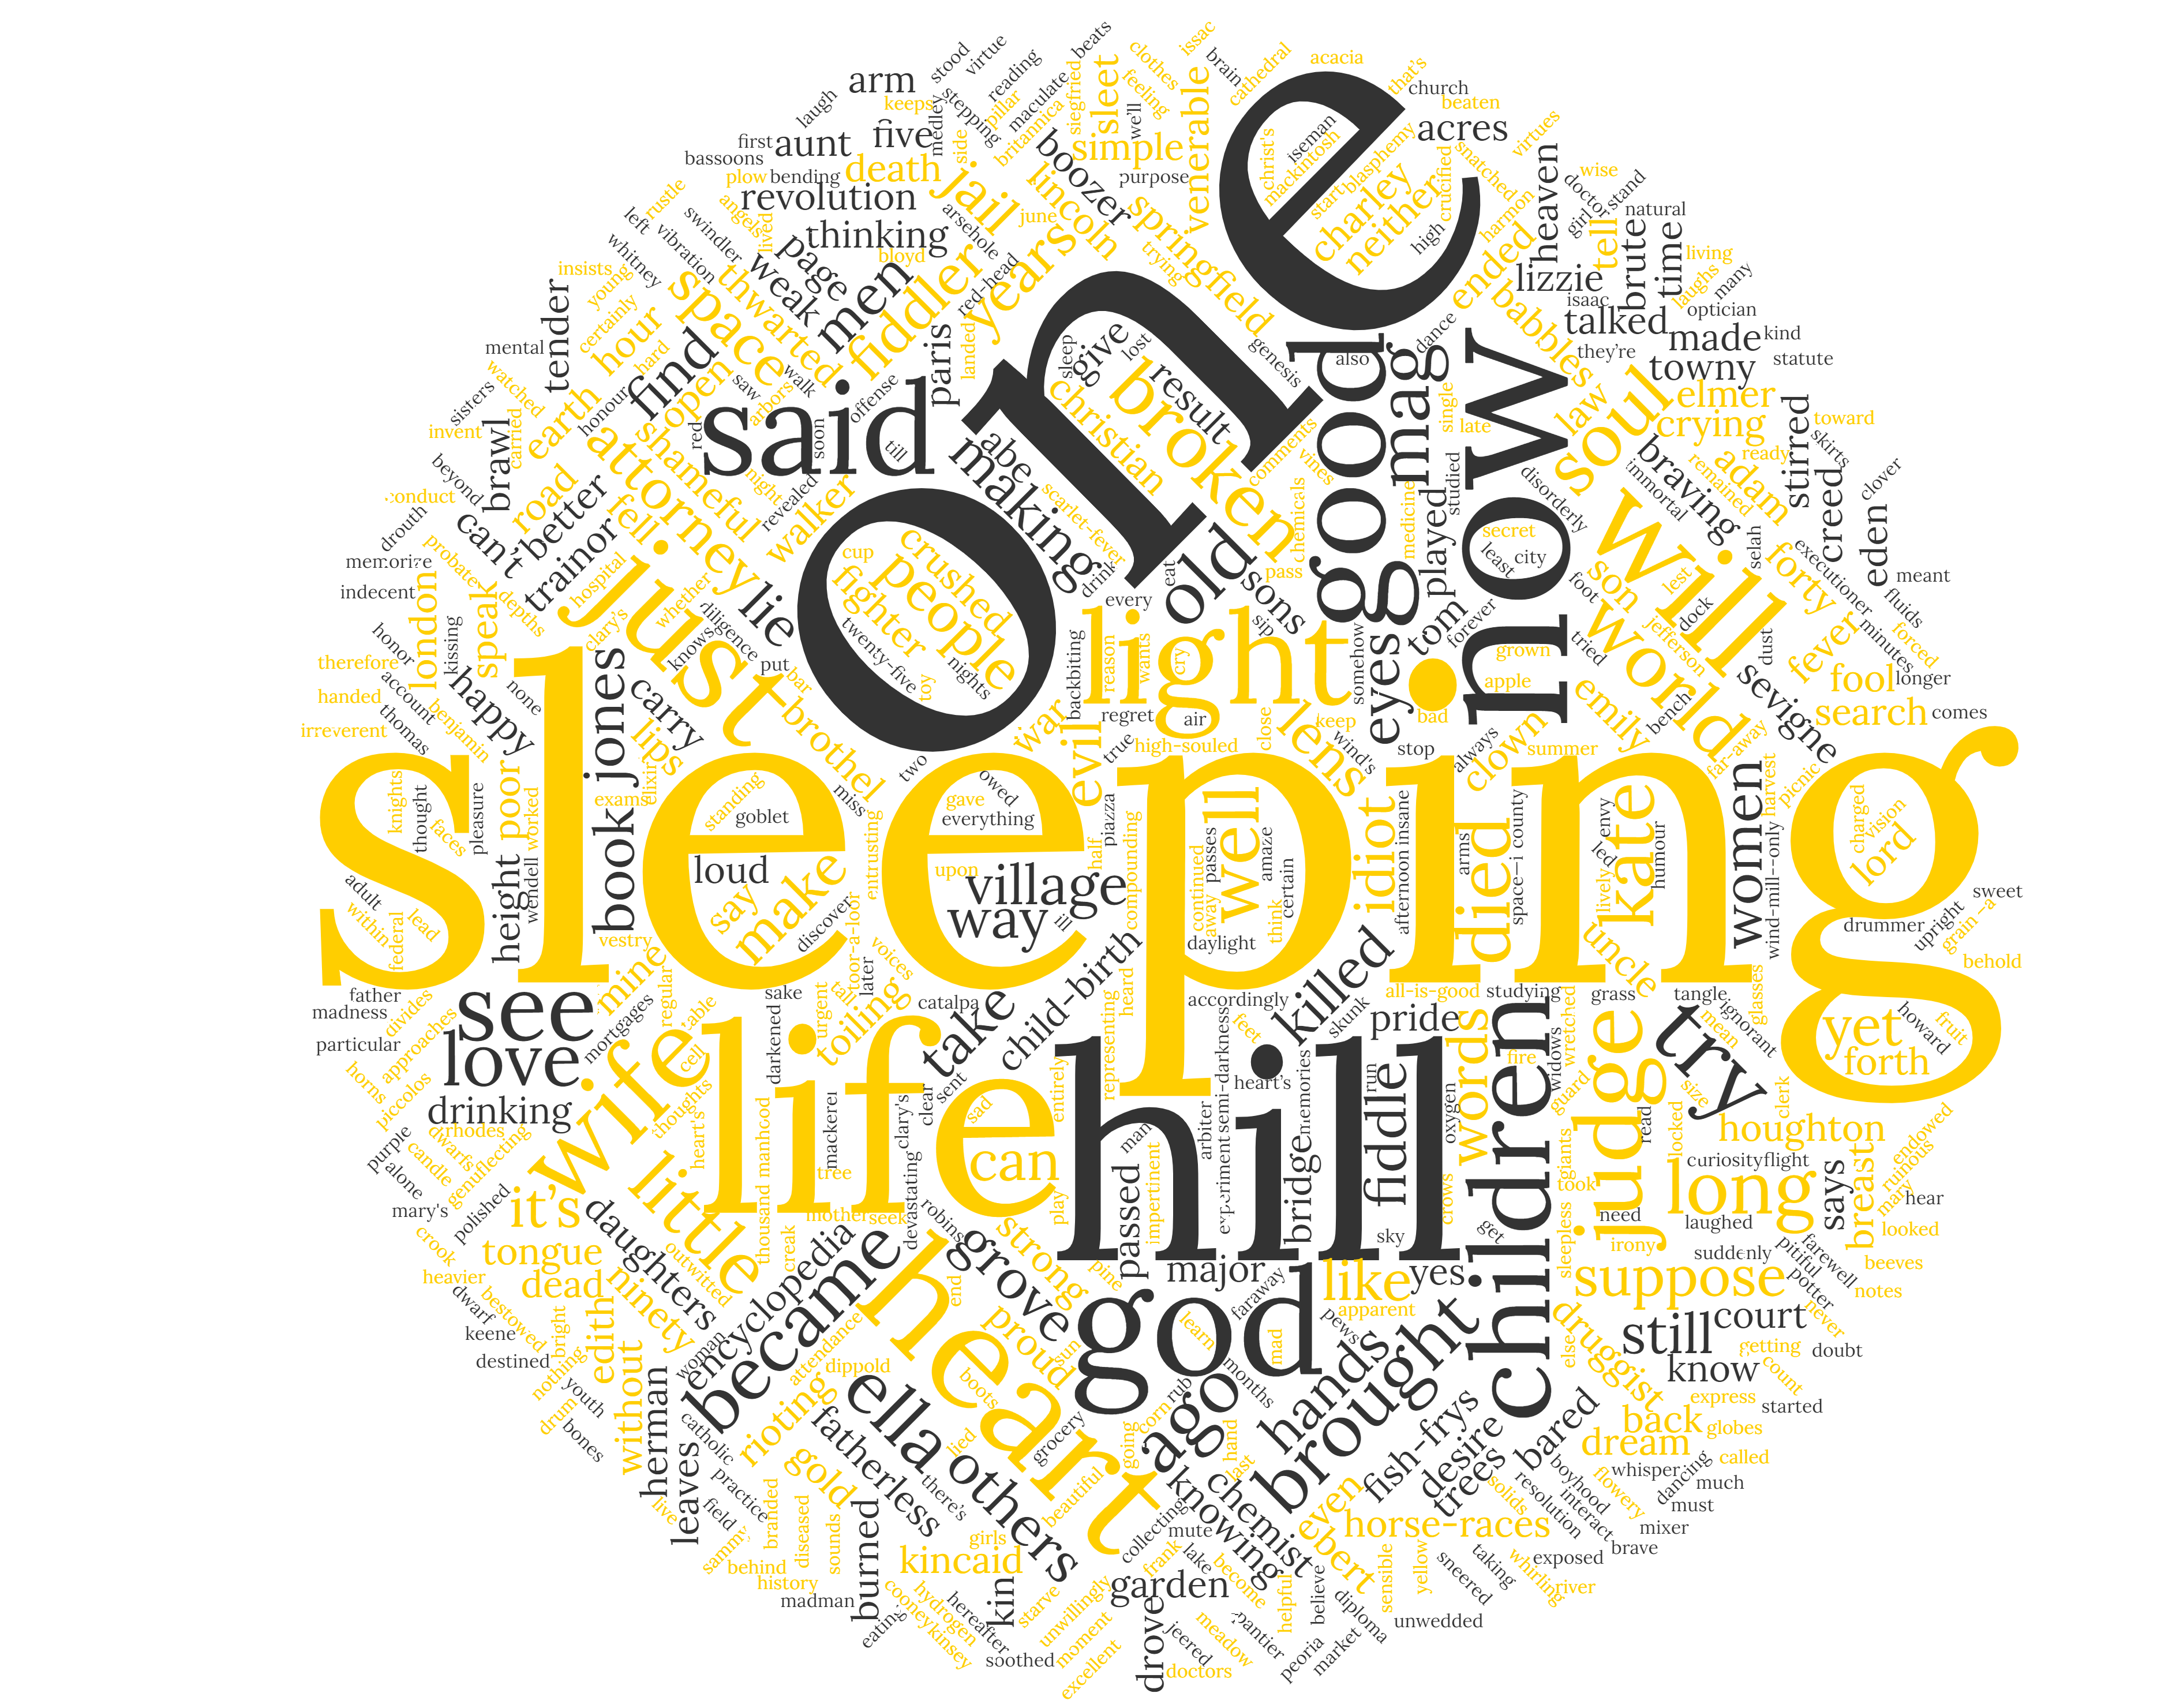 one
sleeping
hill
life
now
good
said
god
heart
light
will
just
children
world
soul
judge
wife
became
brought
broken
see
love
little
long
try
old
men
mag
died
kate
people
lens
well
idiot
eyes
make
village
way
take
killed
words
fiddle
suppose
still
ella
others
ago
hands
grove
proud
strong
can
like
yes
major
passed
bridge
pride
child-birth
toiling
mine
say
loud
book
jones
poor
height
happy
london
speak
carry
lips
brothel
lie
attorney
shameful
open
find
space
thwarted
weak
page
thinking
revolution
aunt
five
arm
death
jail
fiddler
years
lincoln
boozer
simple
sleet
venerable
springfield
charley
neither
acres
heaven
ended
babbles
lizzie
tell
brute
time
talked
made
towny
law
elmer
crying
adam
braving
stirred
creed
eden
forty
fever
son
sevigne
fool
search
emily
clown
tom
played
women
uncle
lord
yet
forth
houghton
says
breast
court
know
back
dream
druggist
bared
desire
trees
fish-frys
horse-races
even
ebert
chemist
knowing
garden
drove
kin
kincaid
fatherless
burned
gold
rioting
encyclopedia
daughters
ninety
dead
tongue
it's
drinking
edith
without
herman
leaves
war
evil
sons
making
abe
christian
result
give
paris
walker
crushed
fighter
fell
trainor
better
can't
road
earth
hour
brawl
tender
stood
virtue
beats
issac
clothes
brain
acacia
that's
church
cathedral
feeling
reading
stepping
keeps
laugh
medley
pillar
maculate
siegfried
britannica
we'll
side
first
bassoons
bending
plow
angels
lived
rustle
left
swindler
vibration
whitney
insists
young
certainly
hard
mental
watched
sisters
invent
carried
honour
arbors
walk
saw
red
night
soon
revealed
till
offense
bloyd
arsehole
red-head
june
landed
purpose
trying
genesis
lost
sleep
christ's
iseman
mackintosh
start
blasphemy
high
crucified
snatched
beaten
virtues
wise
harmon
doctor
girl
stand
natural
living
laughs
many
isaac
optician
they're
kind
statute
dance
also
single
late
comments
vines
chemicals
medicine
studied
scarlet-fever
drink
eat
pass
every
sip
disorderly
secret
least
city
foot
immortal
remained
ready
toward
skirts
selah
executioner
minutes
clover
meant
fluids
forced
longer
comes
dust
lest
dock
jefferson
tried
forever
grown
apple
bench
always
summer
far-away
picnic
harvest
stop
bad
keep
wind's
somehow
wants
cry
reason
regret
backbiting
air
true
high-souled
close
two
owed
gave
everything
upon
half
piazza
compounding
passes
away
continued
amaze
think
certain
daylight
accordingly
all-is-good
studying
afternoon
insane
arms
space—i
county
lively
envy
led
humour
wind-mill--only
charged
vision
drummer
upright
grain –a
sweet
behold
tangle
grass
wretched
glasses
ignorant
mean
howard
fruit
skunk
conduct
beyond
drouth
memorize
indecent
probate
depths
hospital
clary's
whether
knows
diligence
put
bar
cup
twenty-five
toy
nights
honor
kissing
none
account
thomas
benjamin
therefore
handed
irreverent
knights
thought
faces
pleasure
wendell
worked
exams
elixir
standing
goblet
miss
entrusting
discover
adult
within
federal
lead
vestry
ill
voices
toor-a-loor
later
tall
urgent
sake
darkened
regular
mortgages
table
cell
thoughts
father
madness
divides
particular
approaches
horns
piccolos
purple
dwarfs
rhodes
candle
genuflecting
alone
mary's
polished
crook
heavier
dwarf
bestowed
keene
destined
bright
nothing
youth
drum
bones
outwitted
heart's
thousand
manhood
creak
mackerel
tree
mother
seek
devastating
clary's
clear
sent
catalpa
sad
robins
entirely
representing
heard
feet
impertinent
play
man
arbiter
experiment
semi-darkness
heart's
memories
run
oxygen
crows
sky
get
widows
fire
guard
giants
took
sleepless
locked
size
clerk
read
curiosityflight
need
laughed
irony
suddenly
pitiful
farewell
potter
never
endowed
ruinous
mary
hear
looked
beeves
notes
getting
doubt
count
express
started
globes
called
else
whisper
flowery
dancing
much
must
boyhood
resolution
interact
solids
mixer
brave
exposed
whirling
river
taking
sneered
yellow
sensible
unwedded
diploma
market
peoria
believe
helpful
pantier
become
meadow
doctors
jeered
lake
mute
frank
collecting
excellent
moment
unwillingly
starve
soothed
hereafter
hydrogen
cooneykinsey
eating
madman
girls
beautiful
there's
sounds
diseased
history
behind
branded
sammy
live
field
practice
catholic
woman
attendance
dippold
boots
lied
grocery
sun
end
pine
learn
mad
faraway
months
rub
corn
going
hand
last
pews
apparent